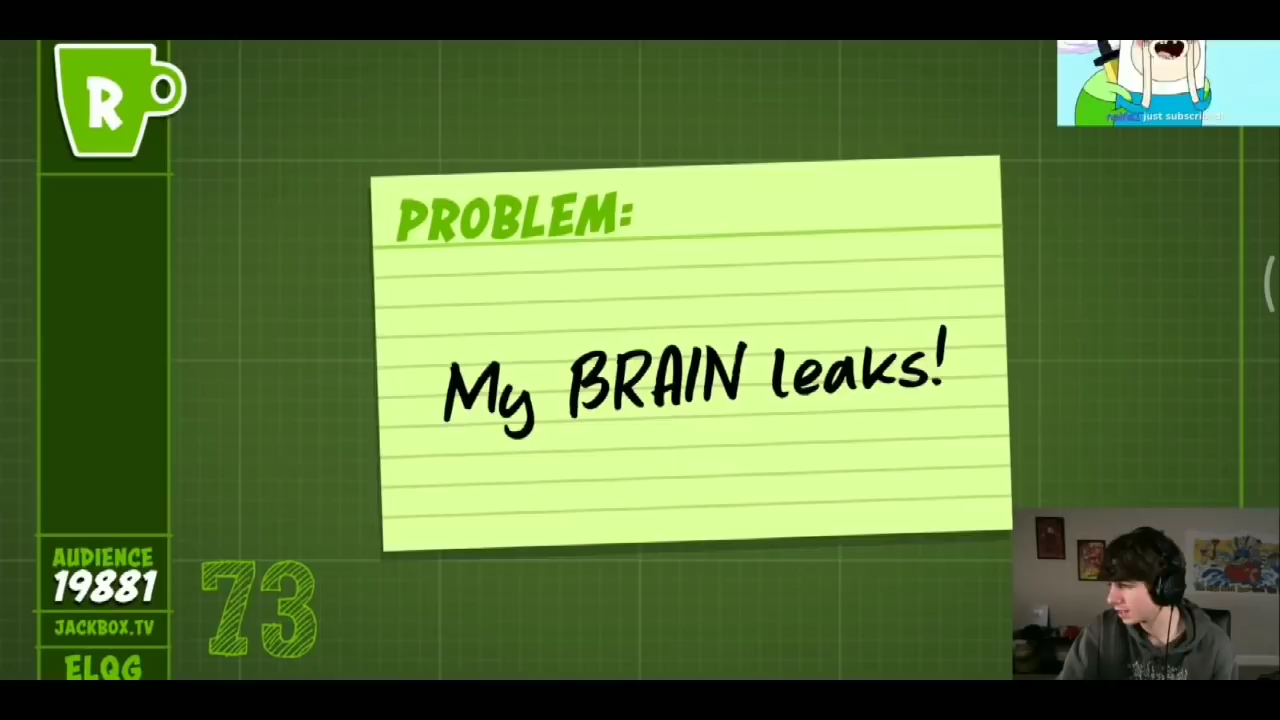 R
just subscribed
PROBLEM:
My BRAIN leaks!
AUDIENCE
19881
73
JACKBOX.TV
ELQG